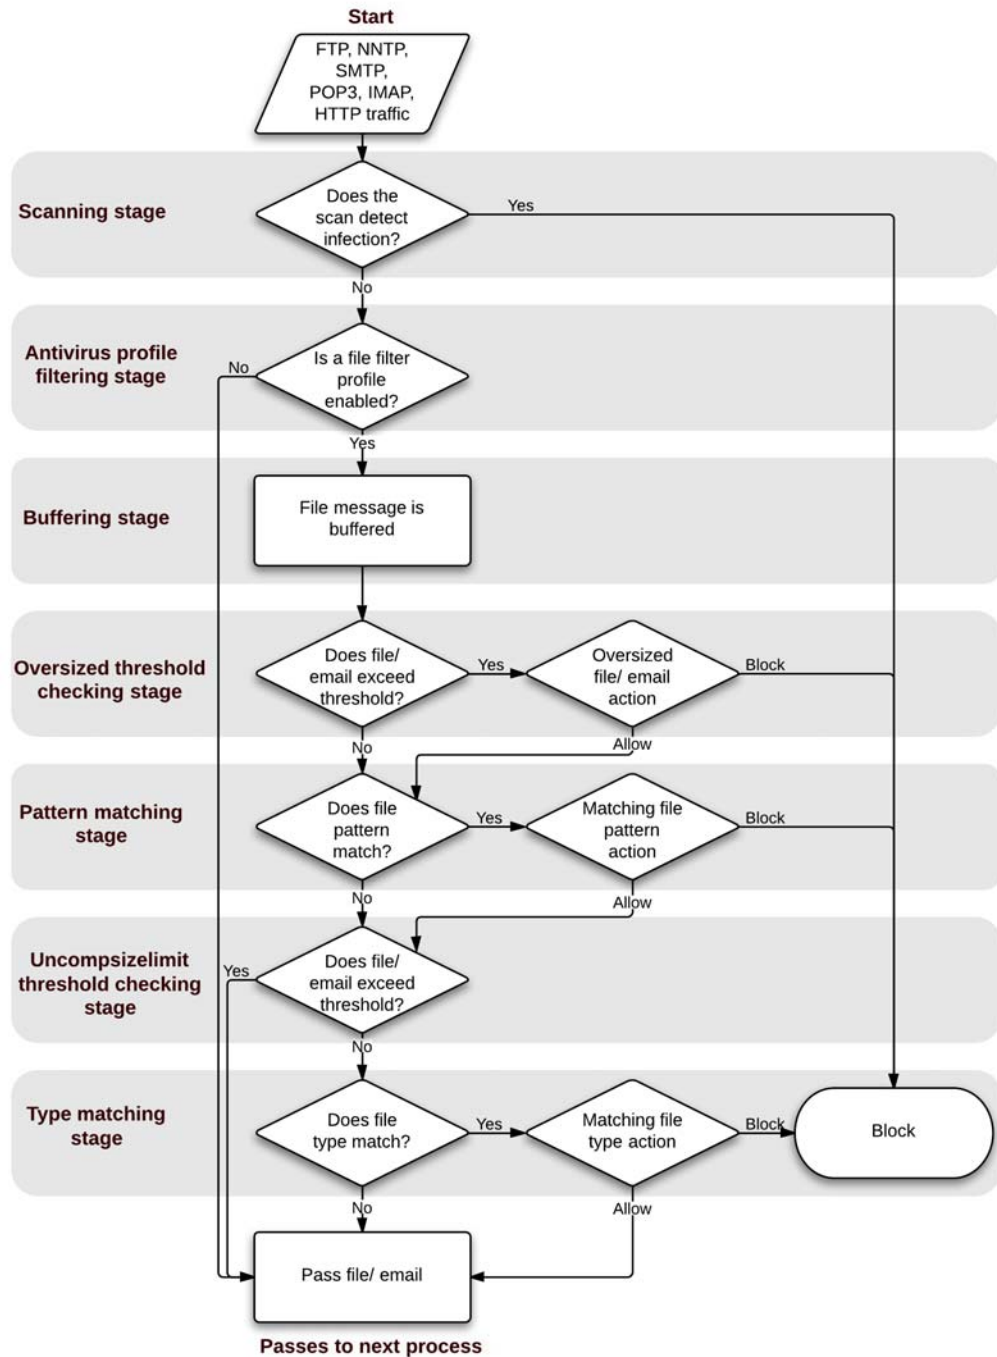 Start
FTP, NNTP,
SMTP,
POP3, IMAP,
HTTP traffic
Scanning stage
Does the
scan detect
infection?
Yes
No
Antivirus profile
filtering stage
No
Is a file filter
profile
enabled?
Yes
Buffering stage
File message is
buffered
Oversized threshold
checking stage
Does file/
email exceed
threshold?
Yes
Oversized
file/ email
action
Block
No
Allow
Pattern matching
stage
Does file
pattern
match?
Yes
Matching file
pattern
action
Block
No
Allow
Uncompsizelimit
threshold checking
stage
Yes
Does file/
email exceed
threshold?
No
Type matching
stage
Does file
type match?
Yes
Matching file
type action
Block
Block
No
Allow
Pass file/ email
Passes to next process